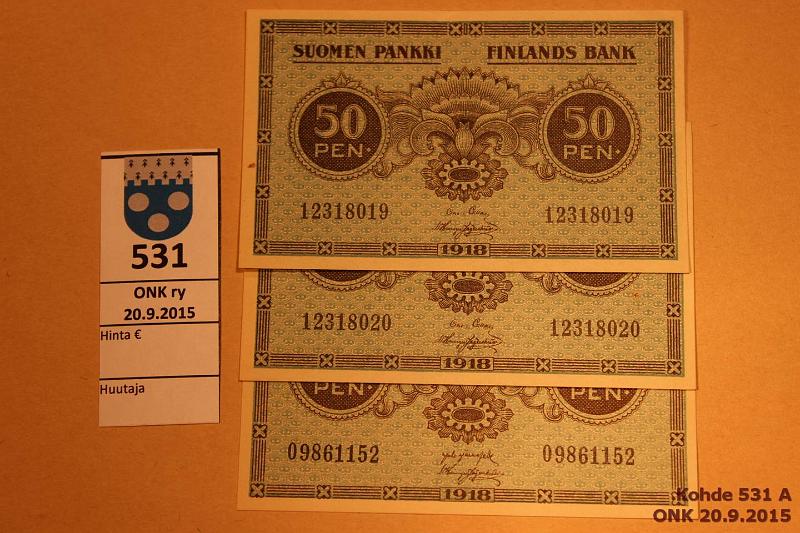 SUOMEN PANKKI FINLANDS BANK
50 50
PEN· PEN·
12318019 12318019
1918
12318020 12318020
1918
PEN· PEN·
09861152 09861152
1918
531
ONK ry
20.9.2015
Hinta €
Huutaja
Kohde 531 A
ONK 20.9.2015